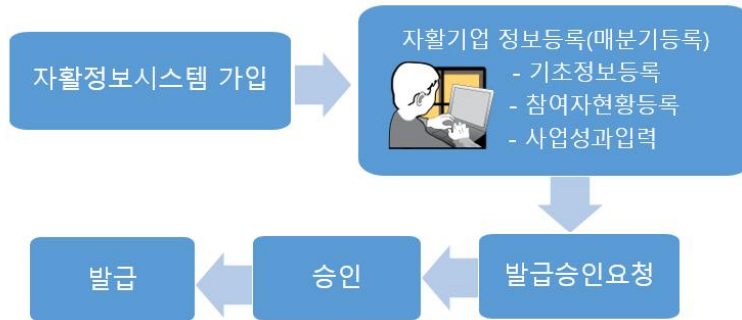 자활정보시스템 가입
자활기업 정보등록(매분기등록)
- 기초정보등록
- 참여자현황등록
- 사업성과입력
발급승인요청
승인
발급